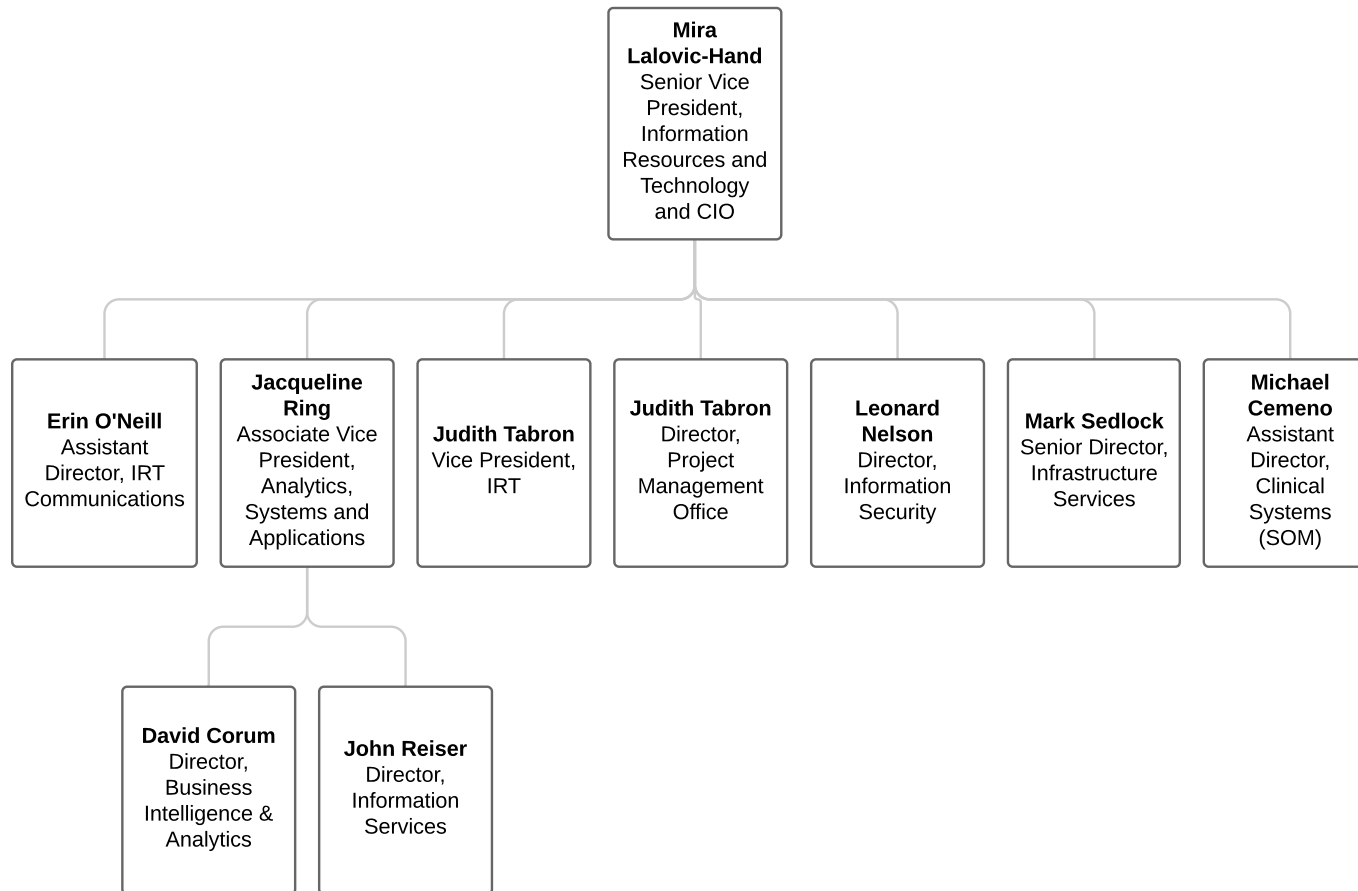 Mira
Lalovic-Hand
Senior Vice
President,
Information
Resources and
Technology
and CIO
Erin O'Neill
Assistant
Director, IRT
Communications
Jacqueline
Ring
Associate Vice
President,
Analytics,
Systems and
Applications
Judith Tabron
Vice President,
IRT
Judith Tabron
Director,
Project
Management
Office
Leonard
Nelson
Director,
Information
Security
Mark Sedlock
Senior Director,
Infrastructure
Services
Michael
Cemeno
Assistant
Director,
Clinical
Systems
(SOM)
David Corum
Director,
Business
Intelligence &
Analytics
John Reiser
Director,
Information
Services